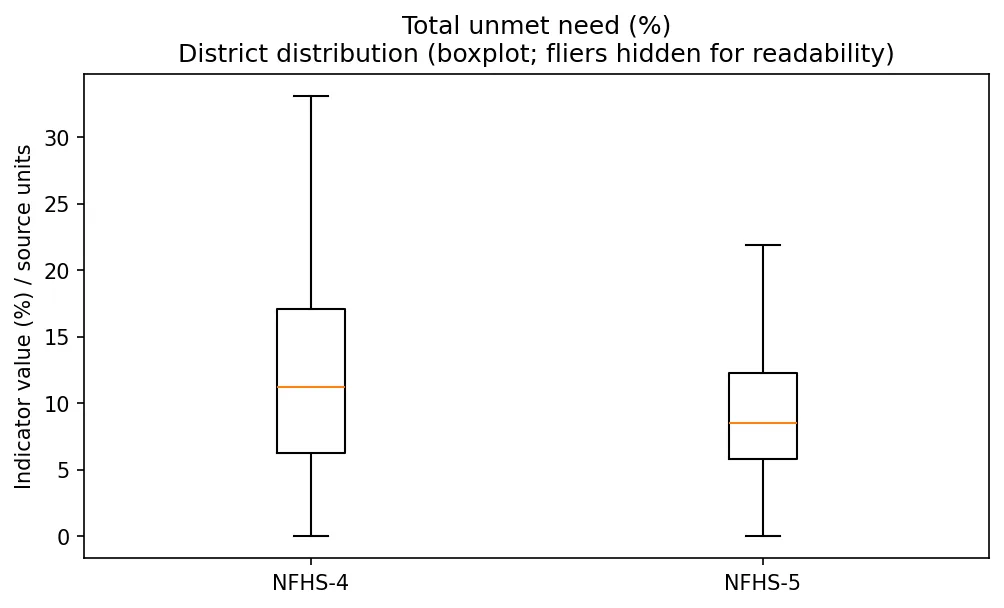 Total unmet need (%)
District distribution (boxplot; fliers hidden for readability)
Indicator value (%) / source units
30
25
20
15
10
5
0
NFHS-4
NFHS-5